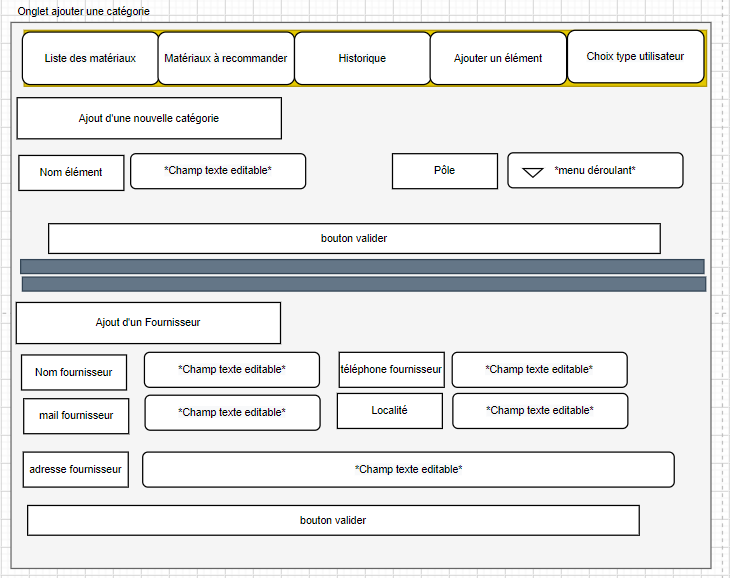 Onglet ajouter une catégorie
Liste des matériaux
Matériaux à recommander
Historique
Ajouter un élément
Choix type utilisateur
Ajout d'une nouvelle catégorie
Nom élément
*Champ texte editable*
Pôle
*menu déroulant*
bouton valider
Ajout d'un Fournisseur
Nom fournisseur
*Champ texte editable*
téléphone fournisseur
*Champ texte editable*
mail fournisseur
*Champ texte editable*
Localité
*Champ texte editable*
adresse fournisseur
*Champ texte editable*
bouton valider